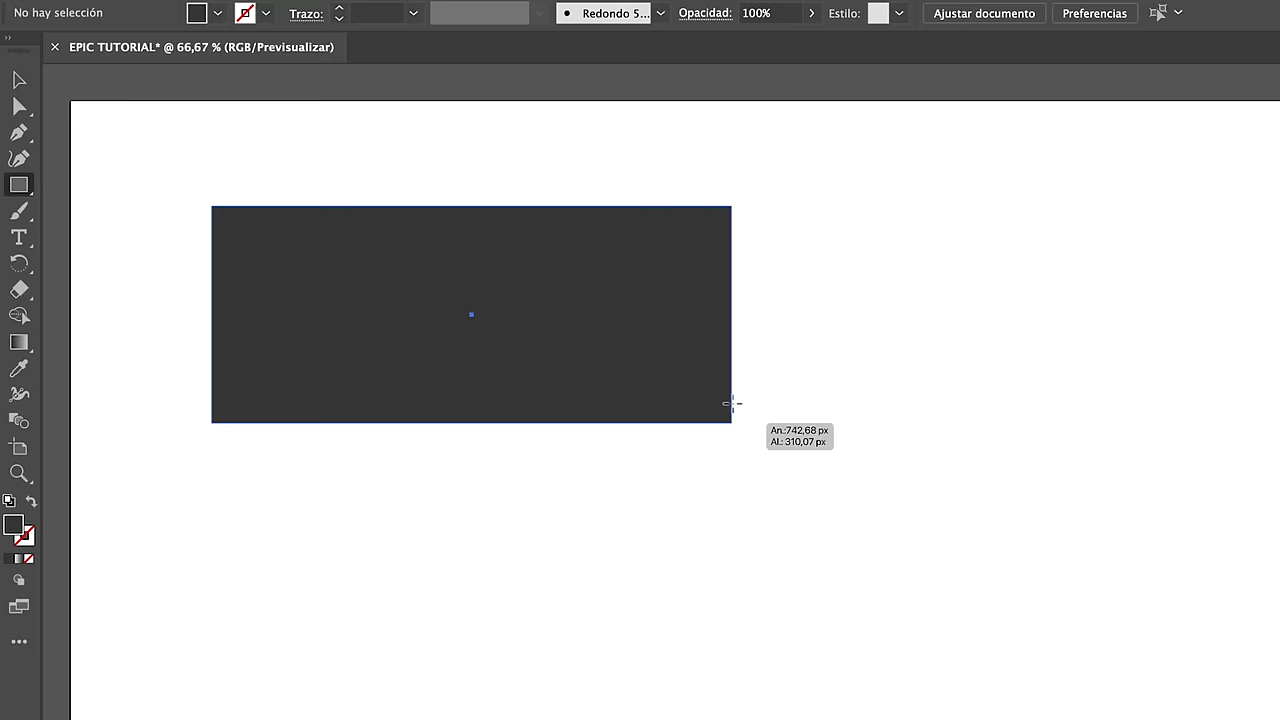 No hay selección Trazo: Redondo 5... Opacidad: 100% Estilo: Ajustar documento Preferencias
EPIC TUTORIAL* @ 66,67 % (RGB/Previsualizar)
An.:742,68 px
Al.: 310,07 px